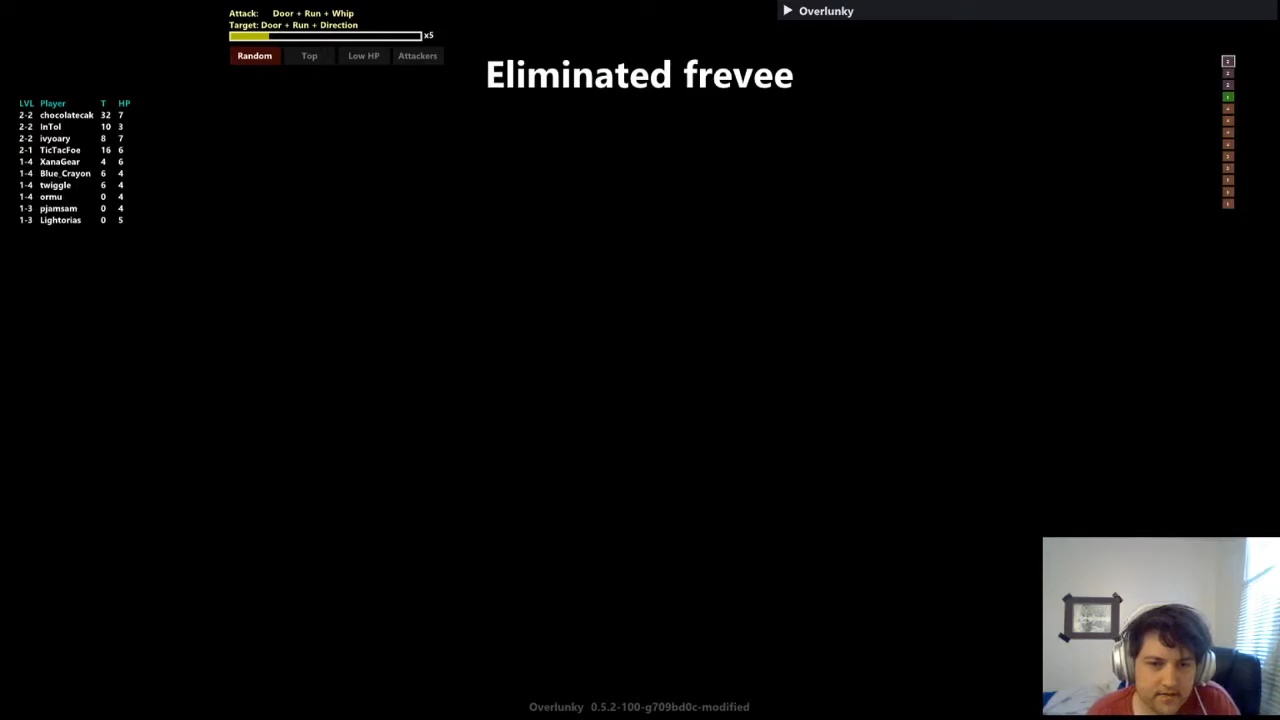 Attack: Door + Run + Whip
Target: Door + Run + Direction
x5
Random Top Low HP Attackers
Overlunky
Eliminated frevee
LVL Player T HP
2-2 chocolatecak 32 7
2-2 InTol 10 3
2-2 ivyoary 8 7
2-1 TicTacFoe 16 6
1-4 XanaGear 4 6
1-4 Blue_Crayon 6 4
1-4 twiggle 6 4
1-4 ormu 0 4
1-3 pjamsam 0 4
1-3 Lightorias 0 5
Overlunky 0.5.2-100-g709bd0c-modified